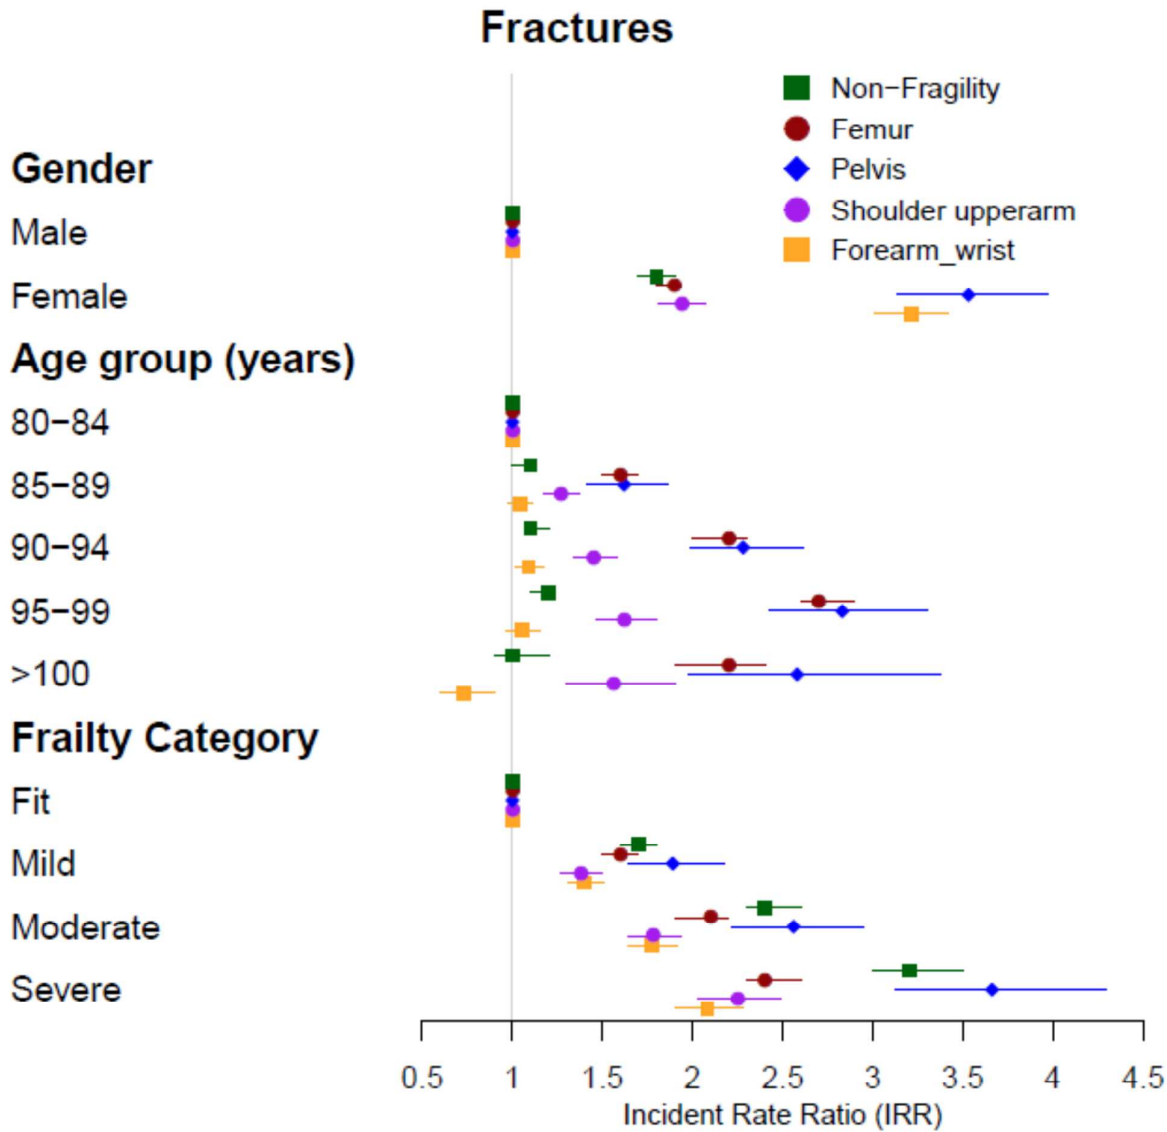 Fractures
Non−Fragility
Femur
Pelvis
Shoulder upperarm
Forearm_wrist
Gender
Male
Female
Age group (years)
80−84
85−89
90−94
95−99
>100
Frailty Category
Fit
Mild
Moderate
Severe
0.5 1 1.5 2 2.5 3 3.5 4 4.5
Incident Rate Ratio (IRR)